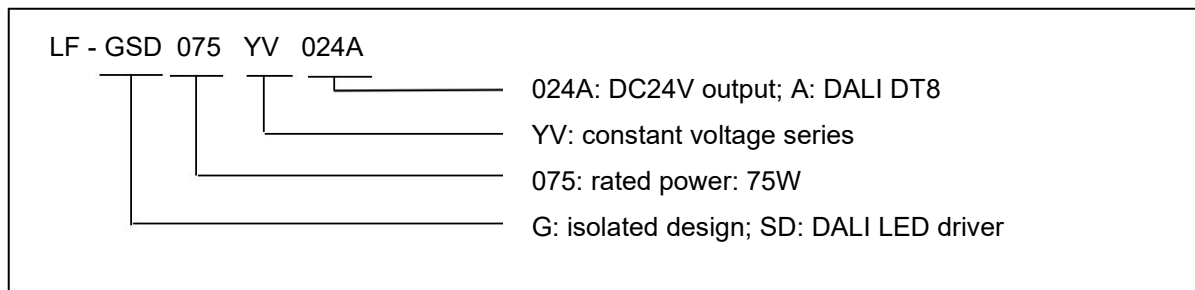 LF - GSD 075 YV 024A
024A: DC24V output; A: DALI DT8
YV: constant voltage series
075: rated power: 75W
G: isolated design; SD: DALI LED driver